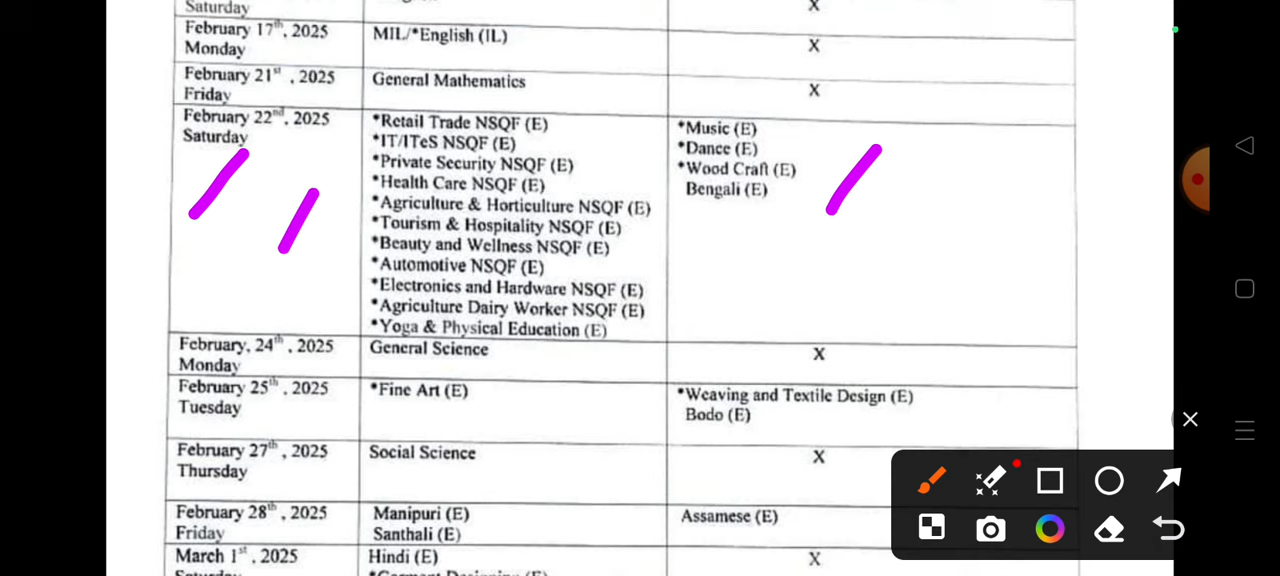 Saturday
X
February 17th, 2025
Monday
MIL/*English (IL)
X
February 21st , 2025
Friday
General Mathematics
X
February 22nd, 2025
Saturday
*Retail Trade NSQF (E)
*IT/ITeS NSQF (E)
*Private Security NSQF (E)
*Health Care NSQF (E)
*Agriculture & Horticulture NSQF (E)
*Tourism & Hospitality NSQF (E)
*Beauty and Wellness NSQF (E)
*Automotive NSQF (E)
*Electronics and Hardware NSQF (E)
*Agriculture Dairy Worker NSQF (E)
*Yoga & Physical Education (E)
*Music (E)
*Dance (E)
*Wood Craft (E)
Bengali (E)
February, 24th , 2025
Monday
General Science
X
February 25th , 2025
Tuesday
*Fine Art (E)
*Weaving and Textile Design (E)
Bodo (E)
February 27th , 2025
Thursday
Social Science
X
February 28th , 2025
Friday
Manipuri (E)
Santhali (E)
Assamese (E)
March 1st , 2025
Hindi (E)
X